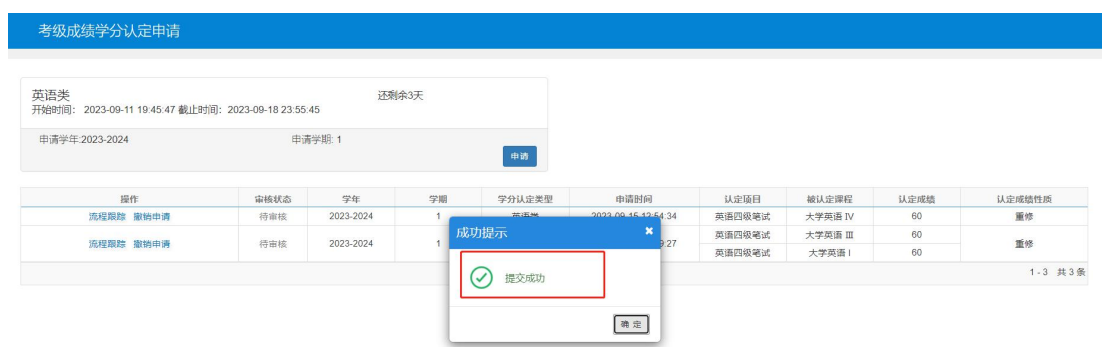 考级成绩学分认定申请
英语类 还剩余3天
开始时间： 2023-09-11 19:45:47 截止时间：2023-09-18 23:55:45
申请学年:2023-2024 申请学期: 1
申请
操作 审核状态 学年 学期 学分认定类型 申请时间 认定项目 被认定课程 认定成绩 认定成绩性质
流程跟踪 撤销申请 待审核 2023-2024 1 英语类 2023-09-15 12:54:34 英语四级笔试 大学英语 IV 60 重修
成功提示 ×
流程跟踪 撤销申请 待审核 2023-2024 1 9:27 英语四级笔试 大学英语 III 60 重修
英语四级笔试 大学英语 I 60
提交成功
1 - 3 共 3 条
确 定